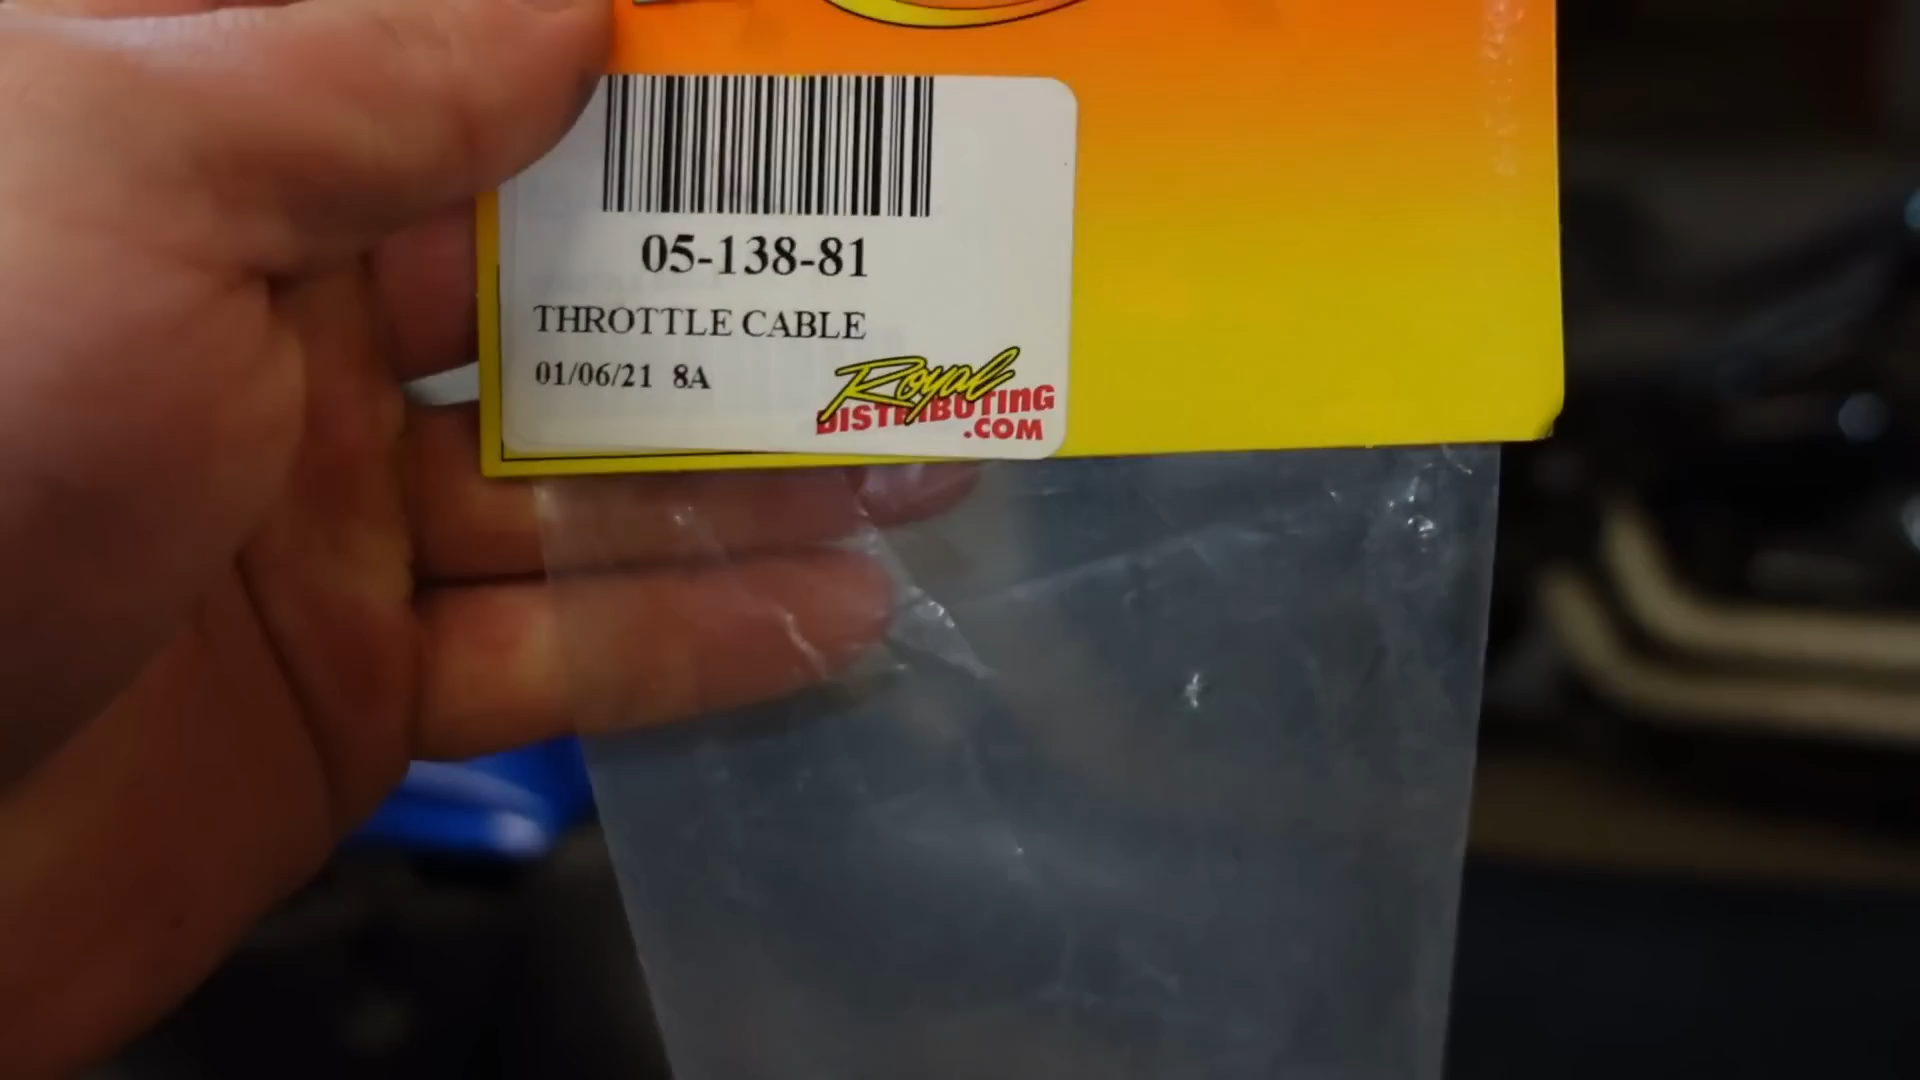 05-138-81
THROTTLE CABLE
01/06/21 8A
Royal
DISTRIBUTING
.COM